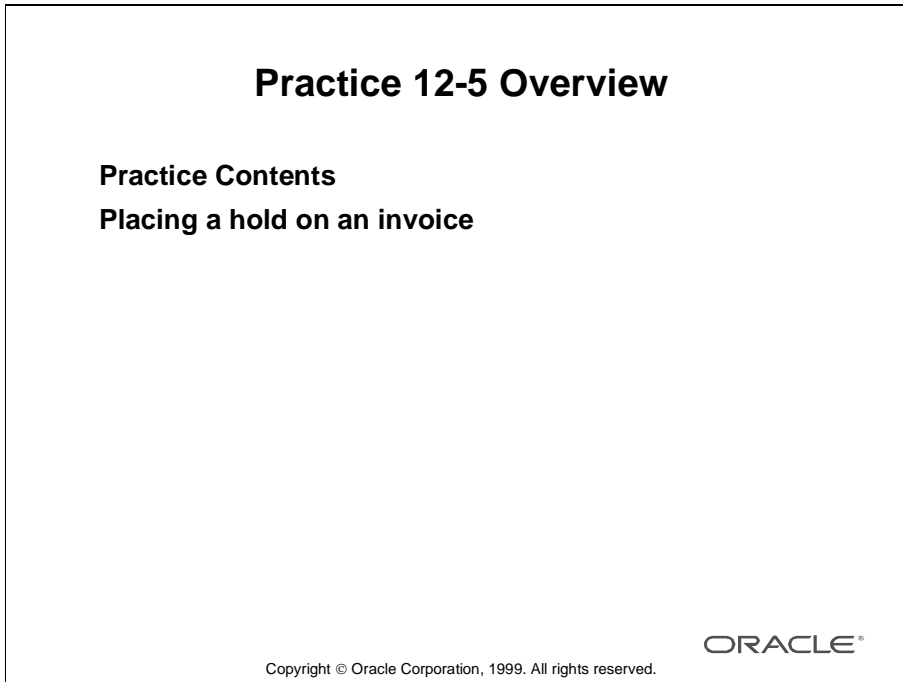 Practice 12-5 Overview
Practice Contents
Placing a hold on an invoice
ORACLE®
Copyright © Oracle Corporation, 1999. All rights reserved.